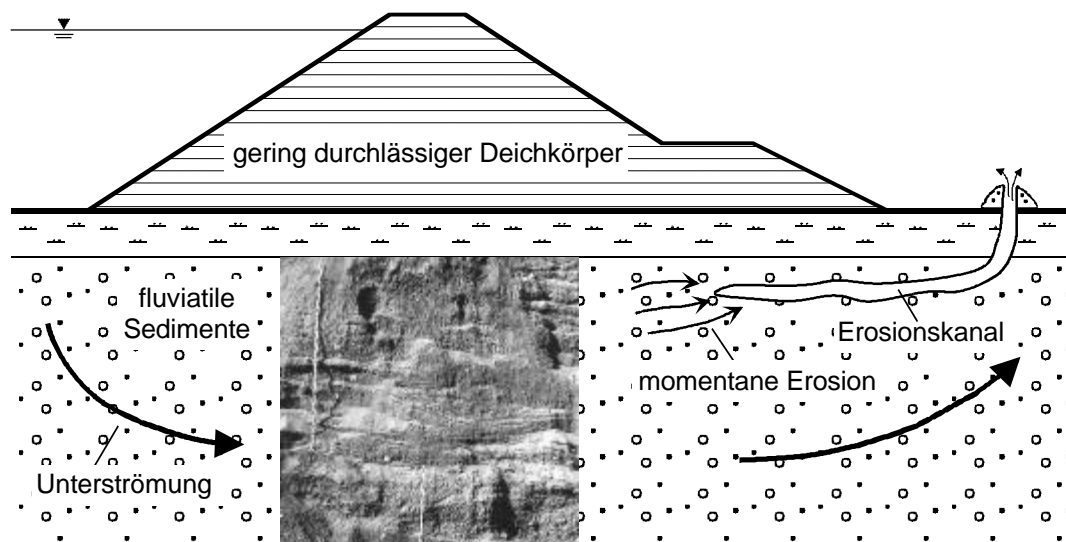 gering durchlässiger Deichkörper
fluviatile
Sedimente
Erosionskanal
momentane Erosion
Unterströmung